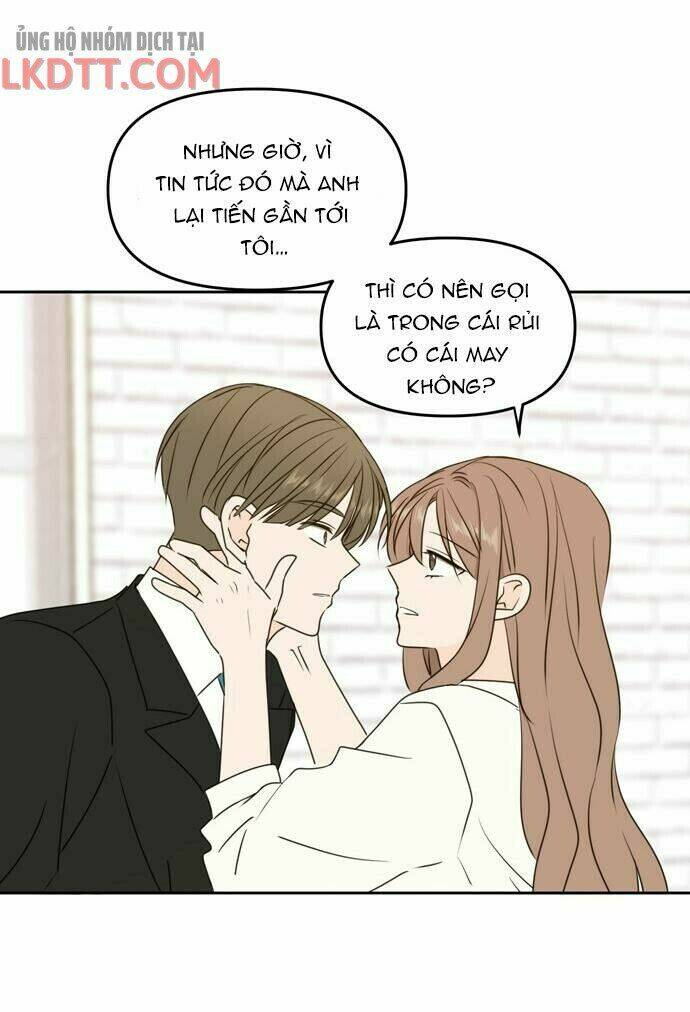 ỦNG HỘ NHÓM DỊCH TẠI
LKDTT.COM
NHƯNG GIỜ, VÌ
TIN TỨC ĐÓ MÀ ANH
LẠI TIẾN GẦN TỚI
TÔI...
THÌ CÓ NÊN GỌI
LÀ TRONG CÁI RỦI
CÓ CÁI MAY
KHÔNG?